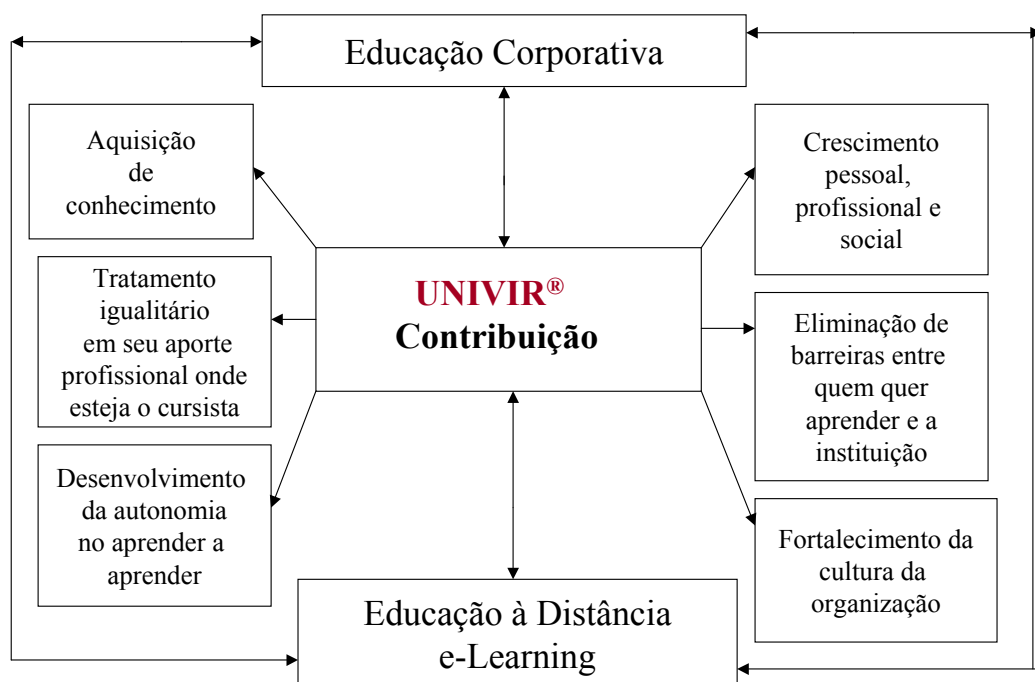 Educação Corporativa
Aquisição
de
conhecimento
Crescimento
pessoal,
profissional e
social
UNIVIR®
Contribuição
Tratamento
igualitário
em seu aporte
profissional onde
esteja o cursista
Eliminação de
barreiras entre
quem quer
aprender e a
instituição
Desenvolvimento
da autonomia
no aprender a
aprender
Fortalecimento da
cultura da
organização
Educação à Distância
e-Learning